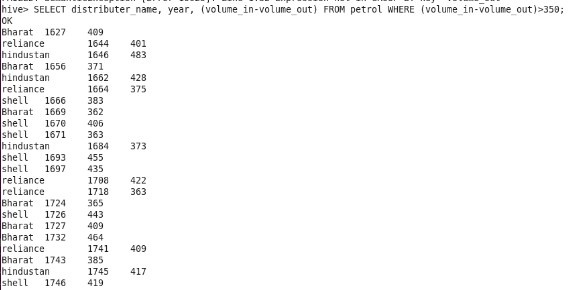 hive> SELECT distributer_name, year, (volume_in-volume_out) FROM petrol WHERE (volume_in-volume_out)>350;
OK
Bharat 1627 409
reliance 1644 401
hindustan 1646 483
Bharat 1656 371
hindustan 1662 428
reliance 1664 375
shell 1666 383
Bharat 1669 362
shell 1670 406
shell 1671 363
hindustan 1684 373
shell 1693 455
shell 1697 435
reliance 1708 422
reliance 1718 363
Bharat 1724 365
shell 1726 443
Bharat 1727 409
Bharat 1732 464
reliance 1741 409
Bharat 1743 385
hindustan 1745 417
shell 1746 419